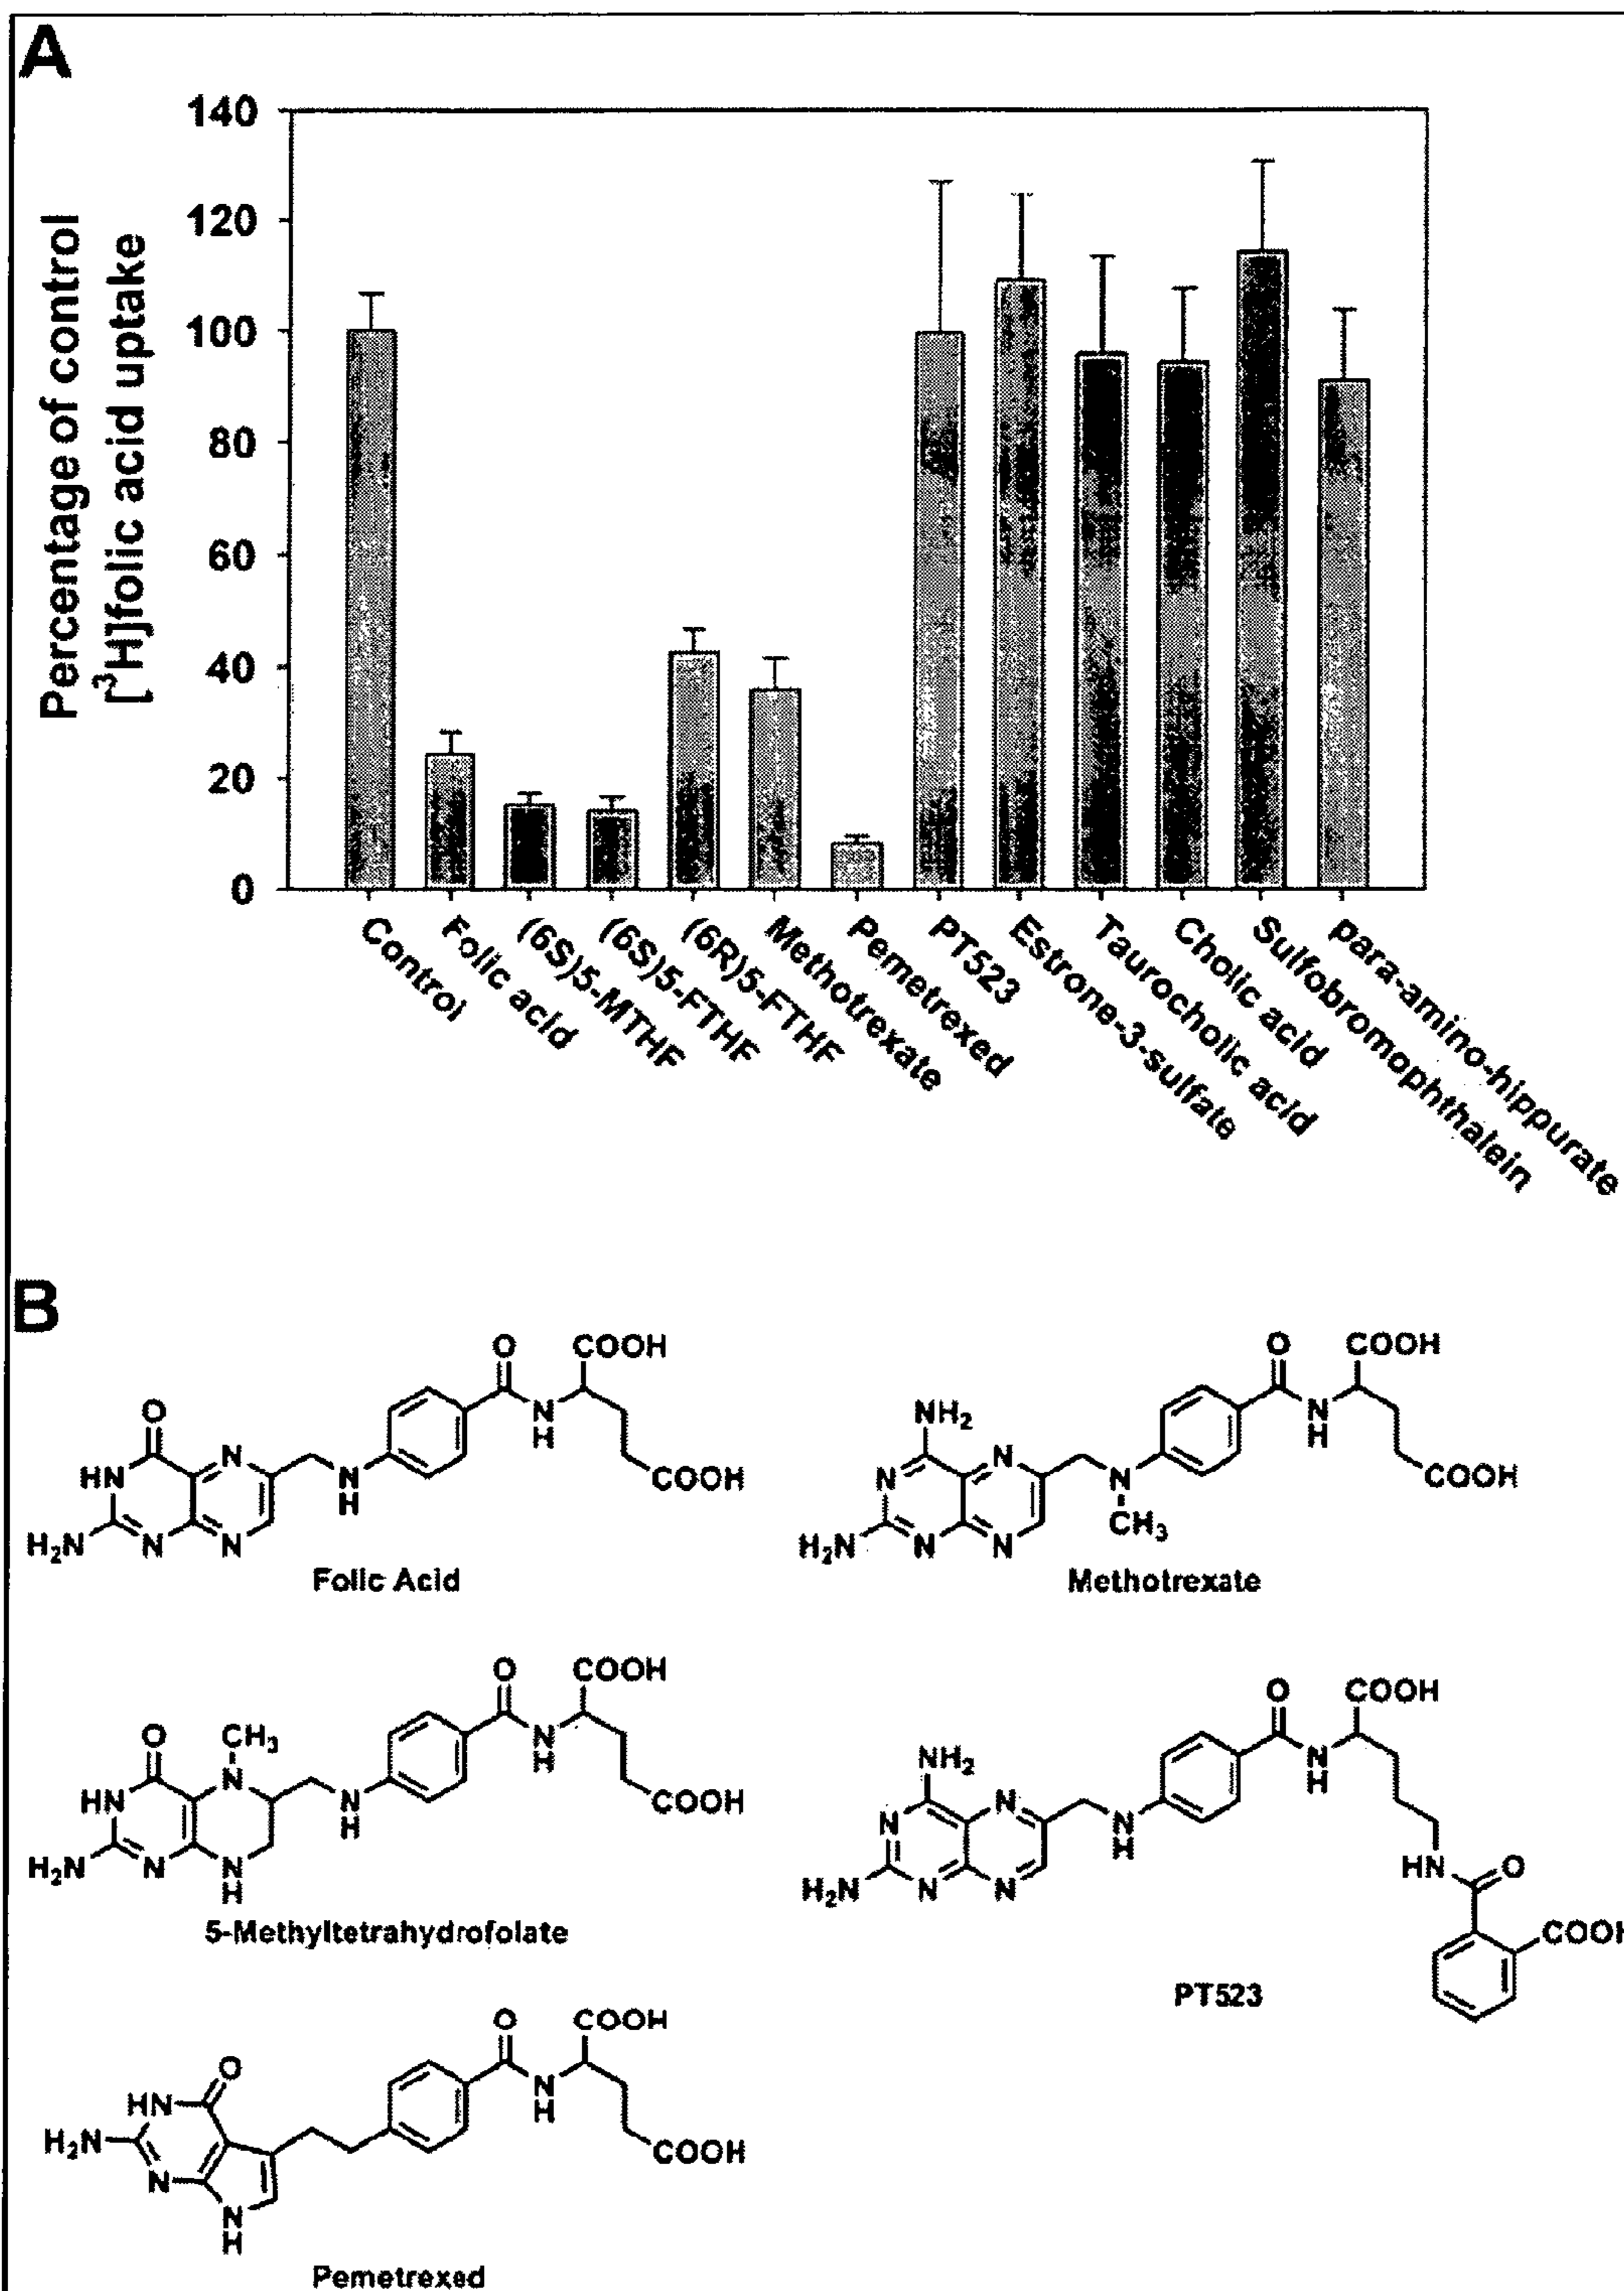 A
140
120
100
80
60
40
20
0
Percentage of control
[³H]folic acid uptake
Control
Folic acid
(6S)5-MTHF
(6S)5-FTHF
(6R)5-FTHF
Methotrexate
Pemetrexed
PT523
Estrone-3-sulfate
Taurocholic acid
Cholic acid
Sulfobromophthalein
para-amino-hippurate
B
O
COOH
O
N
H
HN
N
N
H
COOH
H₂N
N
N
Folic Acid
O
COOH
NH₂
N
H
N
N
N
COOH
CH₃
H₂N
N
N
Methotrexate
O
COOH
O
CH₃
N
N
H
HN
N
H
COOH
H₂N
N
N
H
5-Methyltetrahydrofolate
O
COOH
NH₂
N
H
N
N
N
H
HN
O
H₂N
N
N
COOH
PT523
O
COOH
O
HN
N
H
H₂N
N
COOH
N
H
Pemetrexed